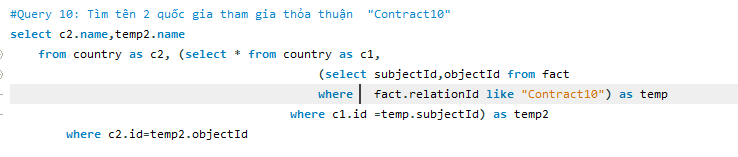 #Query 10: Tìm tên 2 quốc gia tham gia thỏa thuận  "Contract10"
select c2.name,temp2.name
from country as c2, (select * from country as c1,
(select subjectId,objectId from fact
where   fact.relationId like "Contract10") as temp
where c1.id =temp.subjectId) as temp2
where c2.id=temp2.objectId